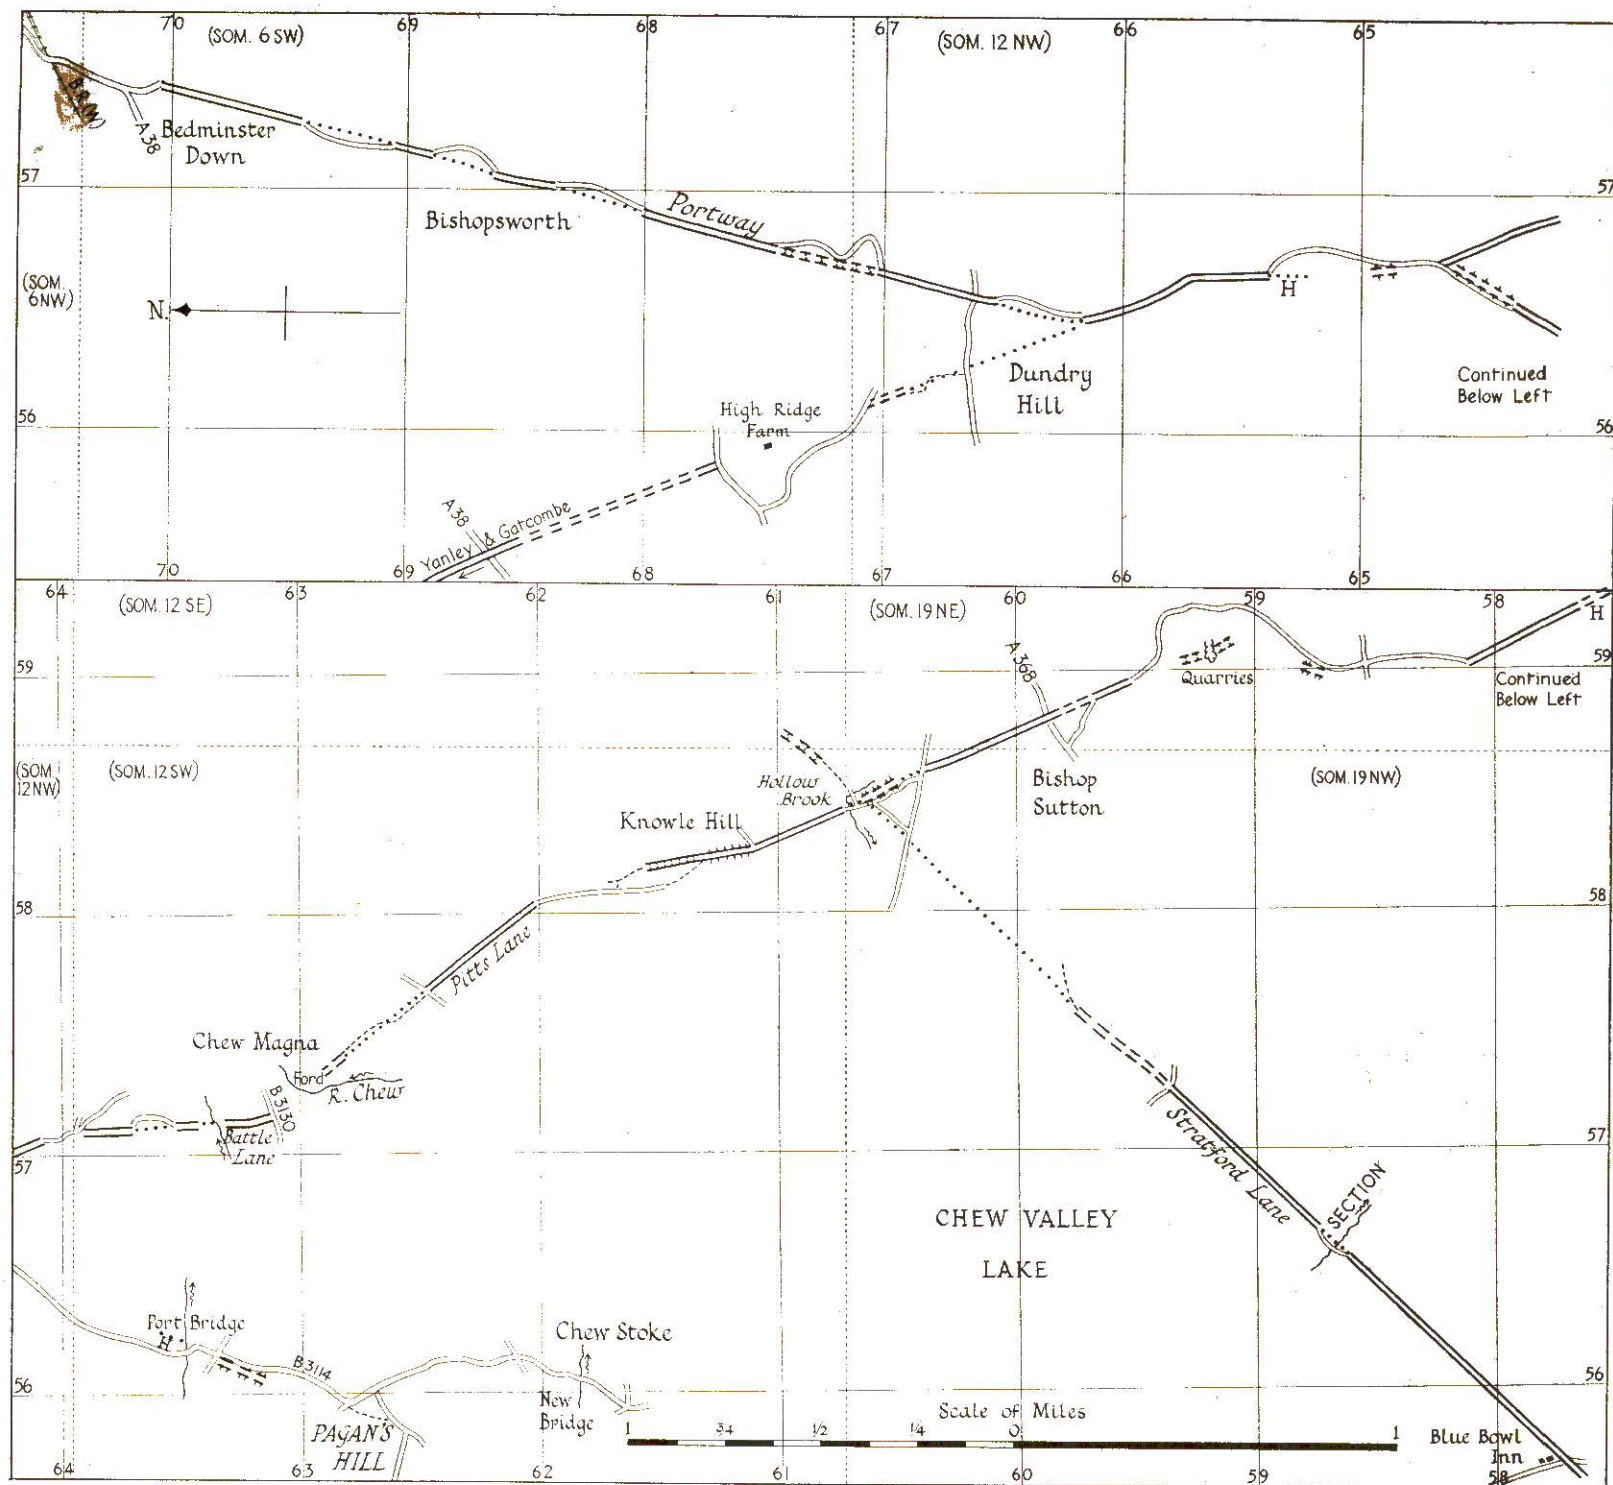 70
(SOM. 6 SW)
69
68
67
(SOM. 12 NW)
66
65
B.R.(W.)
A 38
Bedminster
Down
57
57
Bishopsworth
Portway
(SOM.
6NW)
N.
H
Dundry
Hill
Continued
Below Left
High Ridge
Farm
56
56
A 38
Yanley & Gatcombe
70
69
68
67
66
65
64
(SOM. 12 SE)
63
62
61
(SOM. 19 NE)
60
59
58
H
59
59
A 368
Quarries
Continued
Below Left
(SOM.
12NW)
(SOM. 12 SW)
Hollow
Brook
Bishop
Sutton
(SOM. 19 NW)
Knowle Hill
58
58
Pitts Lane
Chew Magna
Ford
R. Chew
B 3130
Battle
Lane
57
57
Stratford Lane
SECTION
CHEW VALLEY
LAKE
Port Bridge
H
Chew Stoke
B 3114
56
56
New
Bridge
PAGAN'S
HILL
Scale of Miles
1
3/4
1/2
1/4
0
1
Blue Bowl
Inn
64
63
62
61
60
59
58